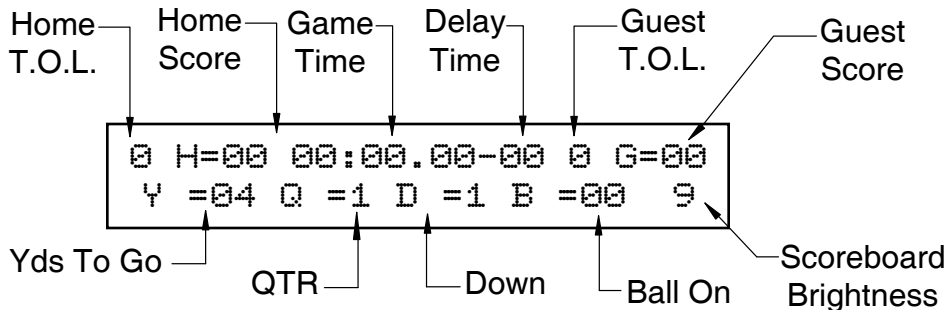 Home T.O.L.
Home Score
Game Time
Delay Time
Guest T.O.L.
Guest Score
0 H=00 00:00.00-00 0 G=00
Y =04 Q =1 D =1 B =00 9
Yds To Go
QTR
Down
Ball On
Scoreboard Brightness